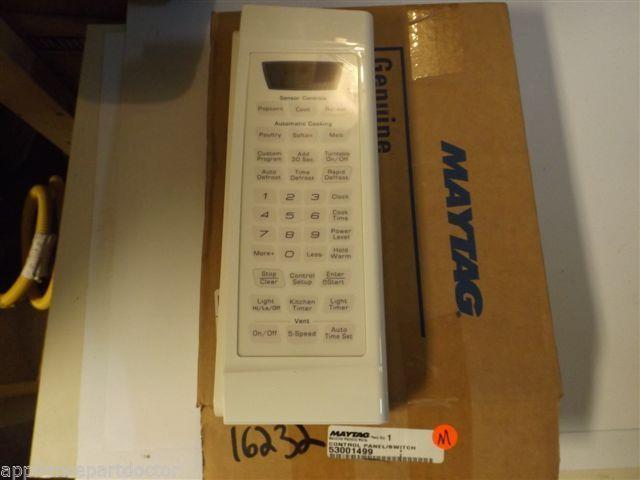 Genuine
MAYTAG
Sensor Controls
Popcorn Cook Reheat
Automatic Cooking
Poultry Soften Melt
Custom Program Add 30 Sec. Turntable On/Off
Auto Defrost Time Defrost Rapid Defrost
1 2 3 Clock
4 5 6 Cook Time
7 8 9 Power Level
More+ 0 Less- Hold Warm
Stop Clear Control Setup Enter Start
Light Hi/Lo/Off Kitchen Timer Light Timer
Vent
On/Off 5-Speed Auto Time Set
16232
MAYTAG 1
CONTROL PANEL/SWITCH
53001499
M
appliancepartdoctor